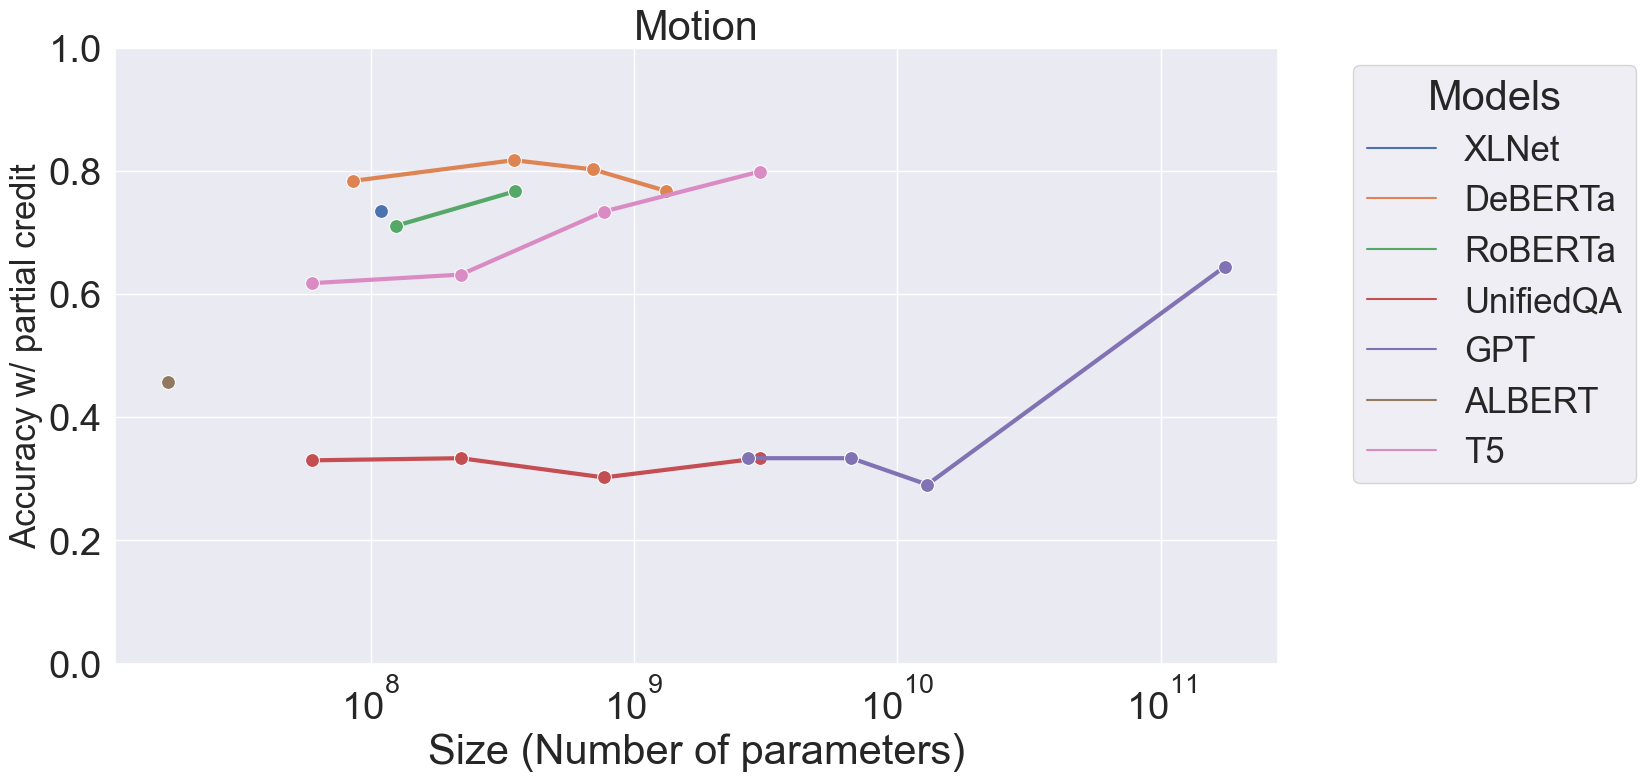 Motion
Accuracy w/ partial credit
1.0
0.8
0.6
0.4
0.2
0.0
10^8
10^9
10^10
10^11
Size (Number of parameters)
Models
XLNet
DeBERTa
RoBERTa
UnifiedQA
GPT
ALBERT
T5